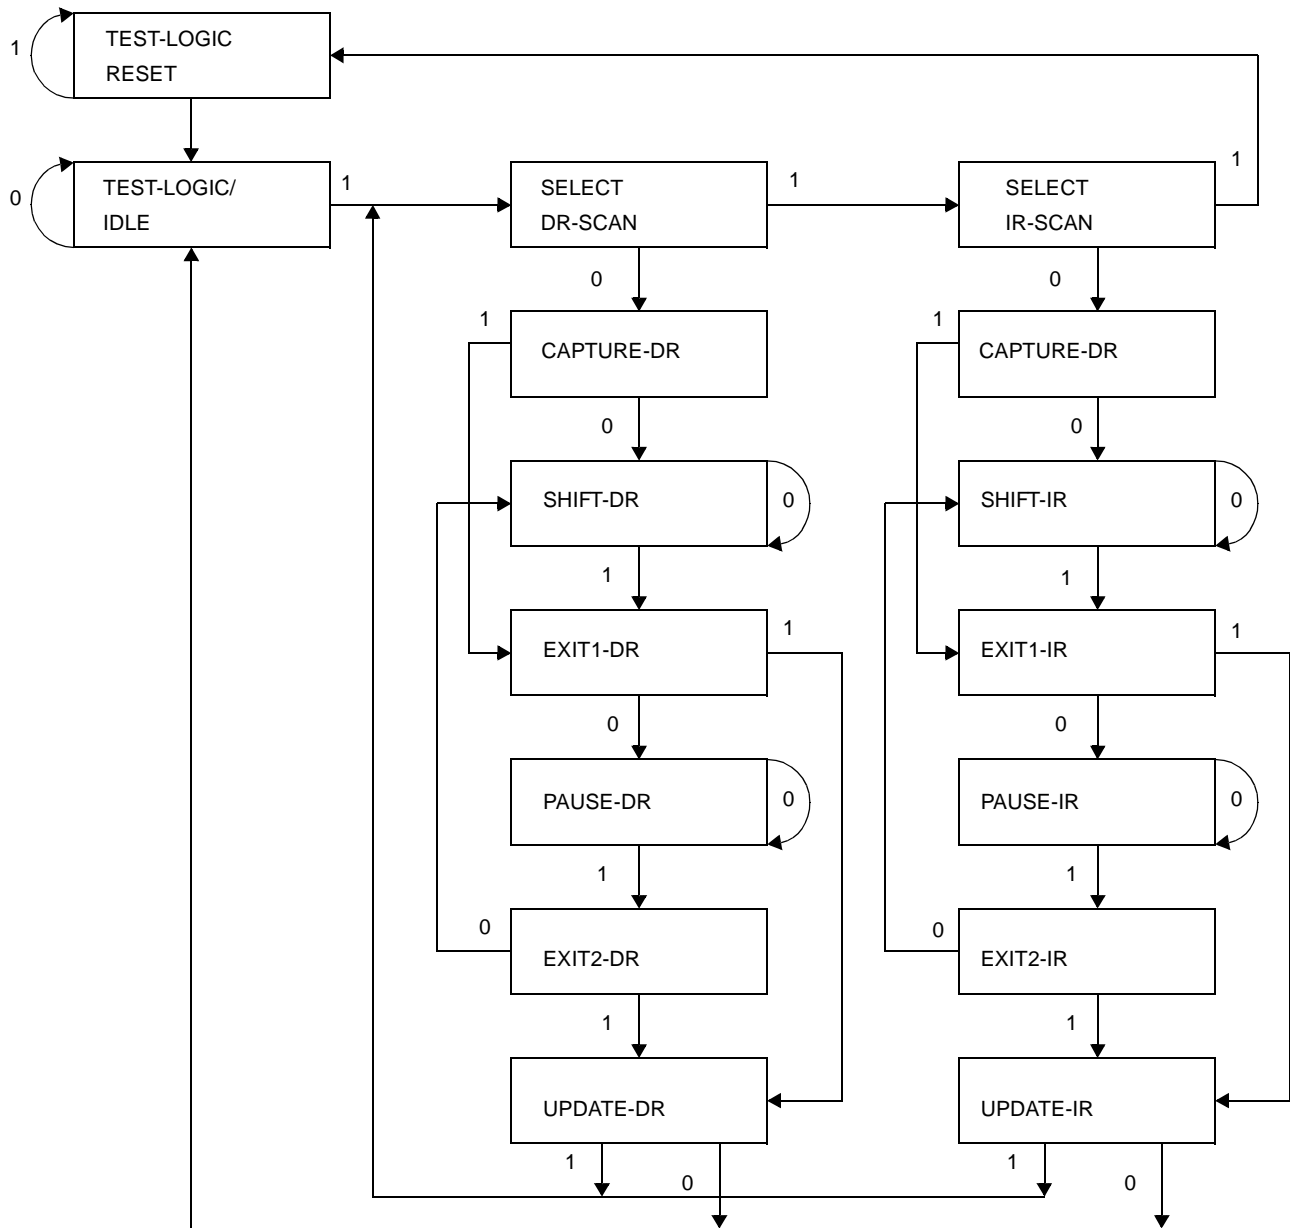 1
TEST-LOGIC
RESET
0
TEST-LOGIC/
IDLE
1
SELECT
DR-SCAN
1
SELECT
IR-SCAN
1
0
0
1
CAPTURE-DR
1
CAPTURE-DR
0
0
SHIFT-DR
0
SHIFT-IR
0
1
1
EXIT1-DR
1
EXIT1-IR
1
0
0
PAUSE-DR
0
PAUSE-IR
0
1
1
0
EXIT2-DR
0
EXIT2-IR
1
1
UPDATE-DR
UPDATE-IR
1
0
1
0